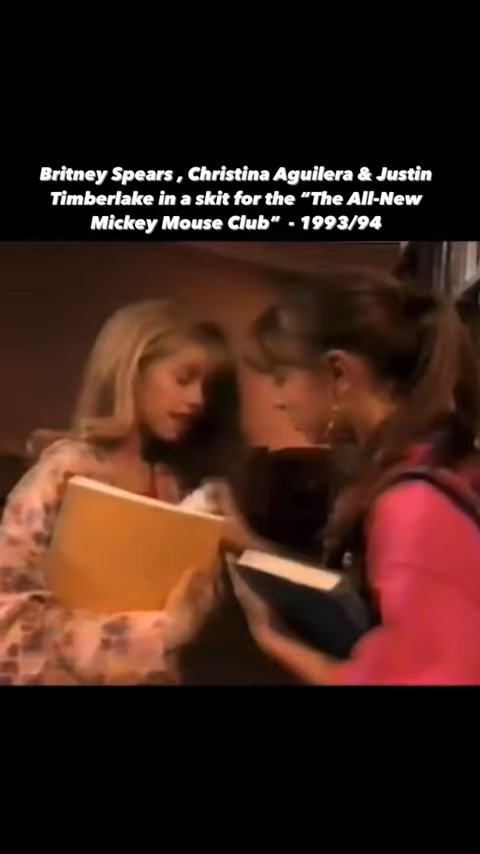 Britney Spears , Christina Aguilera & Justin
Timberlake in a skit for the “The All-New
Mickey Mouse Club” - 1993/94